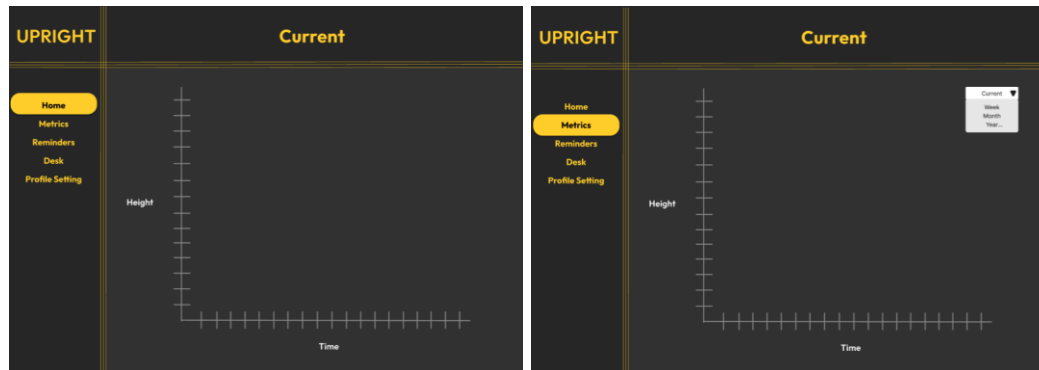 UPRIGHT
Current
Home
Metrics
Reminders
Desk
Profile Setting
Height
Time
UPRIGHT
Current
Current
Week
Month
Year...
Home
Metrics
Reminders
Desk
Profile Setting
Height
Time